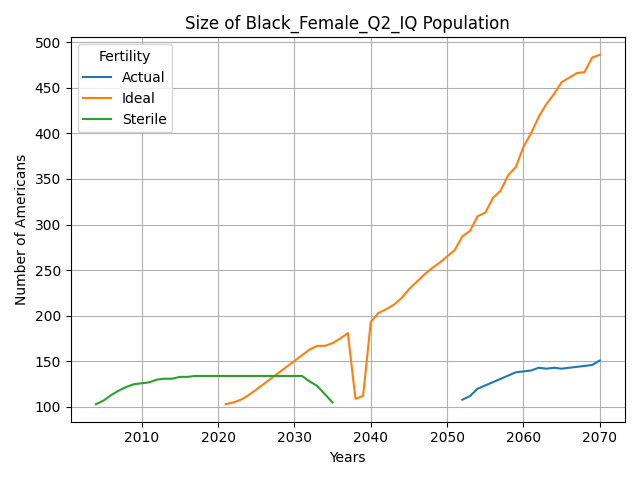 Size of Black_Female_Q2_IQ Population
Number of Americans
500
450
400
350
300
250
200
150
100
Fertility
Actual
Ideal
Sterile
2010 2020 2030 2040 2050 2060 2070
Years